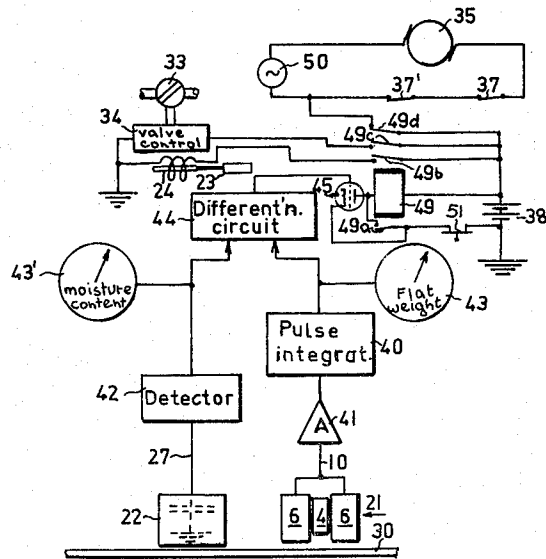 35
33
50
37' 37
34
valve
control
49d
49c
49b
24
23
45
49
51
38
44
Different'n.
circuit
49a
43'
moisture
content
Flat
weight
43
Pulse
integrat.
40
42
Detector
A
41
27
10
22
6
4
6
21
30